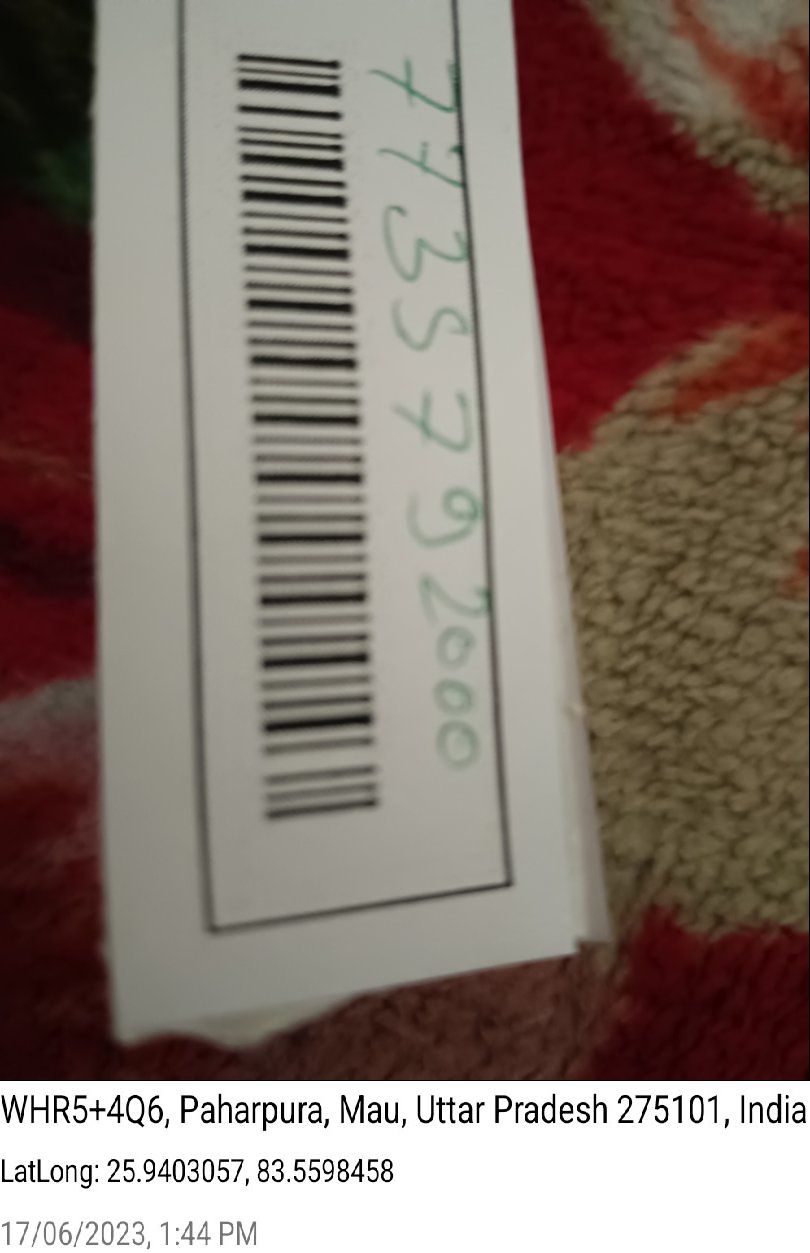 7735792000
WHR5+4Q6, Paharpura, Mau, Uttar Pradesh 275101, India
LatLong: 25.9403057, 83.5598458
17/06/2023, 1:44 PM